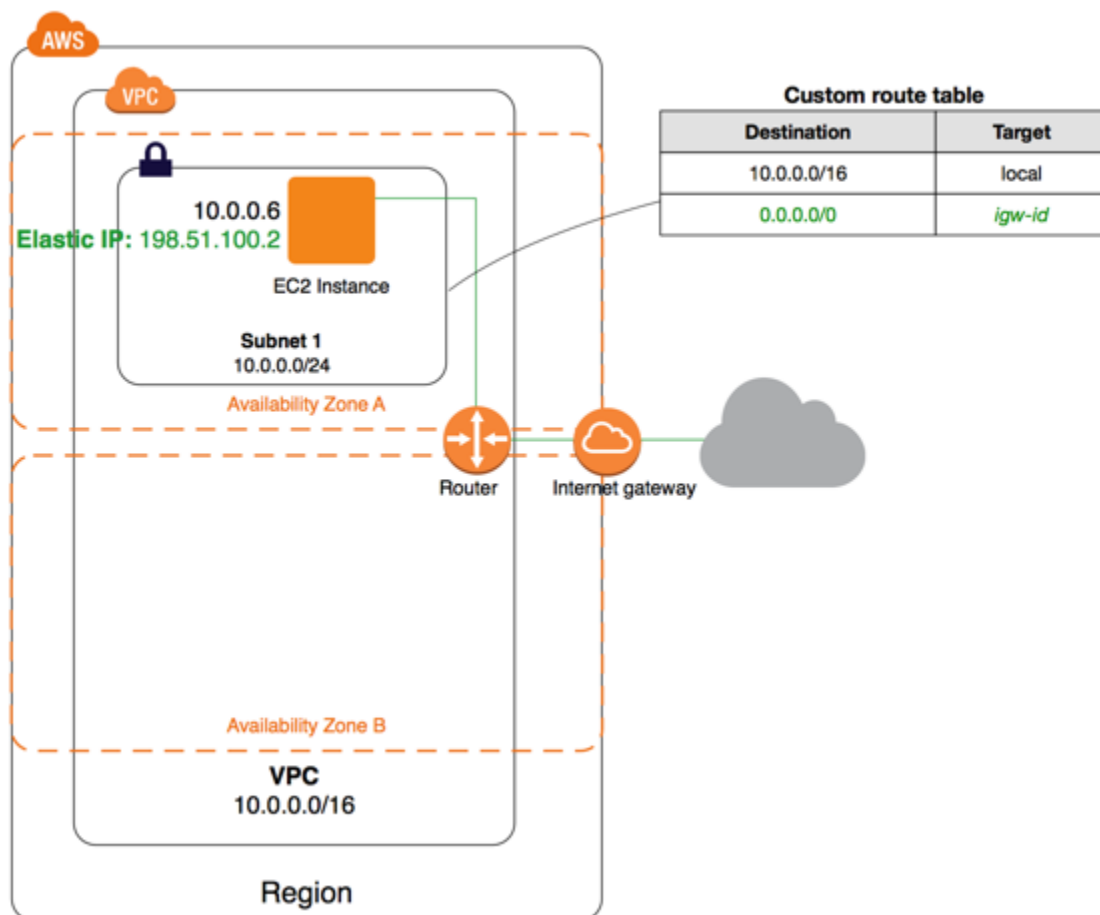 AWS
VPC
Custom route table
Destination Target
10.0.0.0/16 local
0.0.0.0/0 igw-id
10.0.0.6
Elastic IP: 198.51.100.2
EC2 Instance
Subnet 1
10.0.0.0/24
Availability Zone A
Router
Internet gateway
Availability Zone B
VPC
10.0.0.0/16
Region